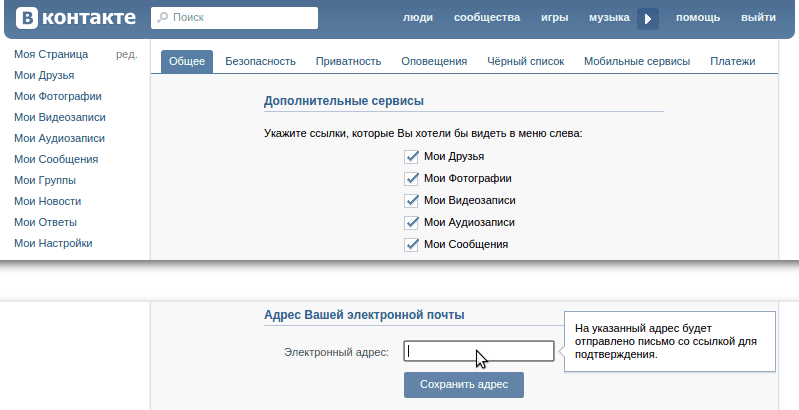 В контакте
Поиск
люди сообщества игры музыка помощь выйти
Моя Страница ред.
Мои Друзья
Мои Фотографии
Мои Видеозаписи
Мои Аудиозаписи
Мои Сообщения
Мои Группы
Мои Новости
Мои Ответы
Мои Настройки
Общее Безопасность Приватность Оповещения Чёрный список Мобильные сервисы Платежи
Дополнительные сервисы
Укажите ссылки, которые Вы хотели бы видеть в меню слева:
Мои Друзья
Мои Фотографии
Мои Видеозаписи
Мои Аудиозаписи
Мои Сообщения
Адрес Вашей электронной почты
Электронный адрес:
Сохранить адрес
На указанный адрес будет
отправлено письмо со ссылкой для
подтверждения.